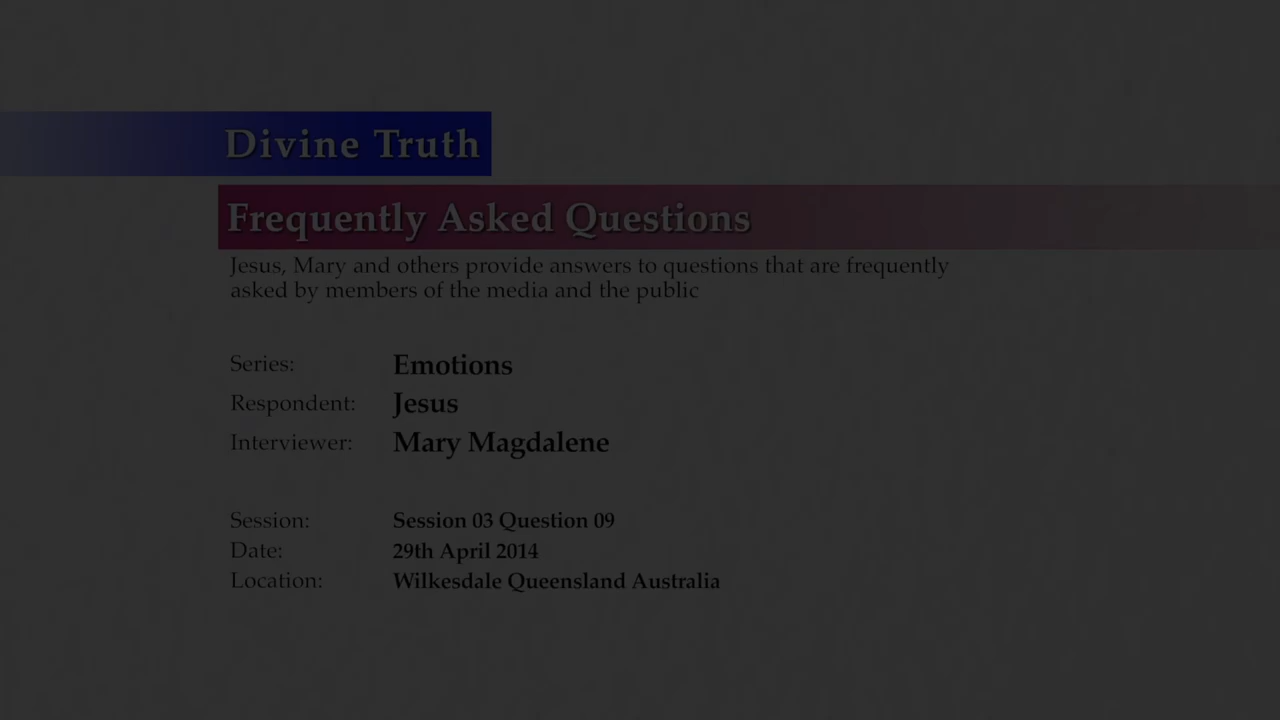 Divine Truth
Frequently Asked Questions
Jesus, Mary and others provide answers to questions that are frequently
asked by members of the media and the public
Series: Emotions
Respondent: Jesus
Interviewer: Mary Magdalene
Session: Session 03 Question 09
Date: 29th April 2014
Location: Wilkesdale Queensland Australia